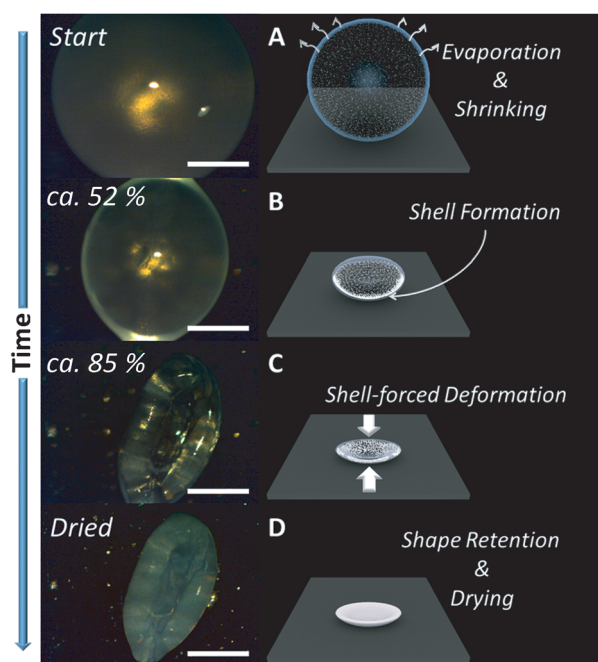 Start
A
Evaporation
&
Shrinking
ca. 52 %
B
Shell Formation
Time
ca. 85 %
C
Shell-forced Deformation
Dried
D
Shape Retention
&
Drying